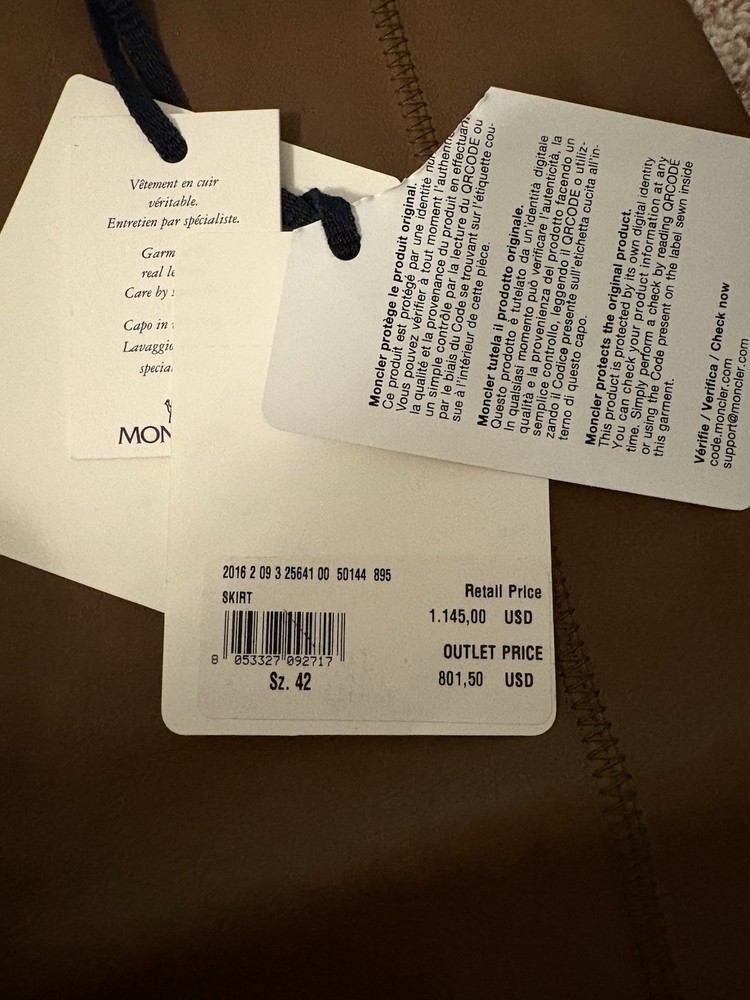 Vêtement en cuir
véritable.
Entretien par spécialiste.
Garm
real le
Care by s
Capo in
Lavaggio
specia
MON
Moncler protège le produit original.
Ce produit est protégé par une identité
Vous pouvez vérifier à tout moment l'authenti
la qualité et la provenance du produit en effectuant
un simple contrôle par la lecture du QRCODE ou
par le biais du Code se trouvant sur l'étiquette cou-
sue à l'intérieur de cette pièce.
Moncler tutela il prodotto originale.
Questo prodotto è tutelato da un'identità digitale
In qualsiasi momento può verificare l'autenticità, la
qualità e la provenienza del prodotto facendo un
semplice controllo, leggendo il QRCODE o utiliz-
zando il Codice presente sull'etichetta cucita all'in-
terno di questo capo.
Moncler protects the original product.
This product is protected by its own digital identity
You can check your product information at any
time. Simply perform a check by reading QRCODE
or using the Code present on the label sewn inside
this garment.
Vérifie / Verifica / Check now
code.moncler.com
support@moncler.com
2016 2 09 3 25641 00 50144 895
SKIRT
Retail Price
1.145,00 USD
OUTLET PRICE
801,50 USD
8 053327 092717
Sz. 42